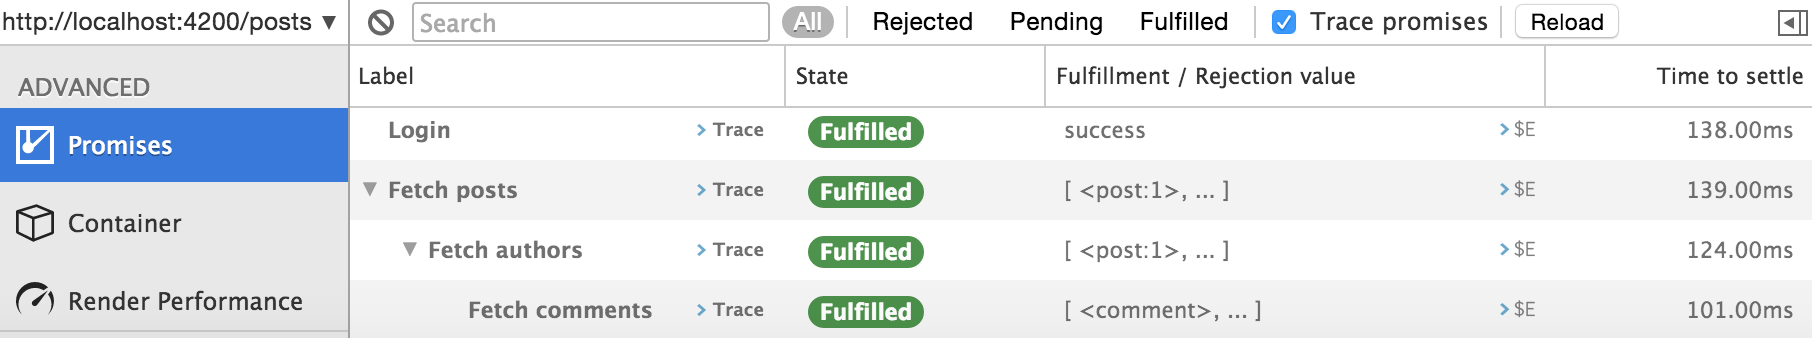 http://localhost:4200/posts ▼ Search All Rejected Pending Fulfilled Trace promises Reload
ADVANCED
Promises
Container
Render Performance
Label State Fulfillment / Rejection value Time to settle
Login > Trace Fulfilled success > $E 138.00ms
▼ Fetch posts > Trace Fulfilled [ <post:1>, ... ] > $E 139.00ms
▼ Fetch authors > Trace Fulfilled [ <post:1>, ... ] > $E 124.00ms
Fetch comments > Trace Fulfilled [ <comment>, ... ] > $E 101.00ms